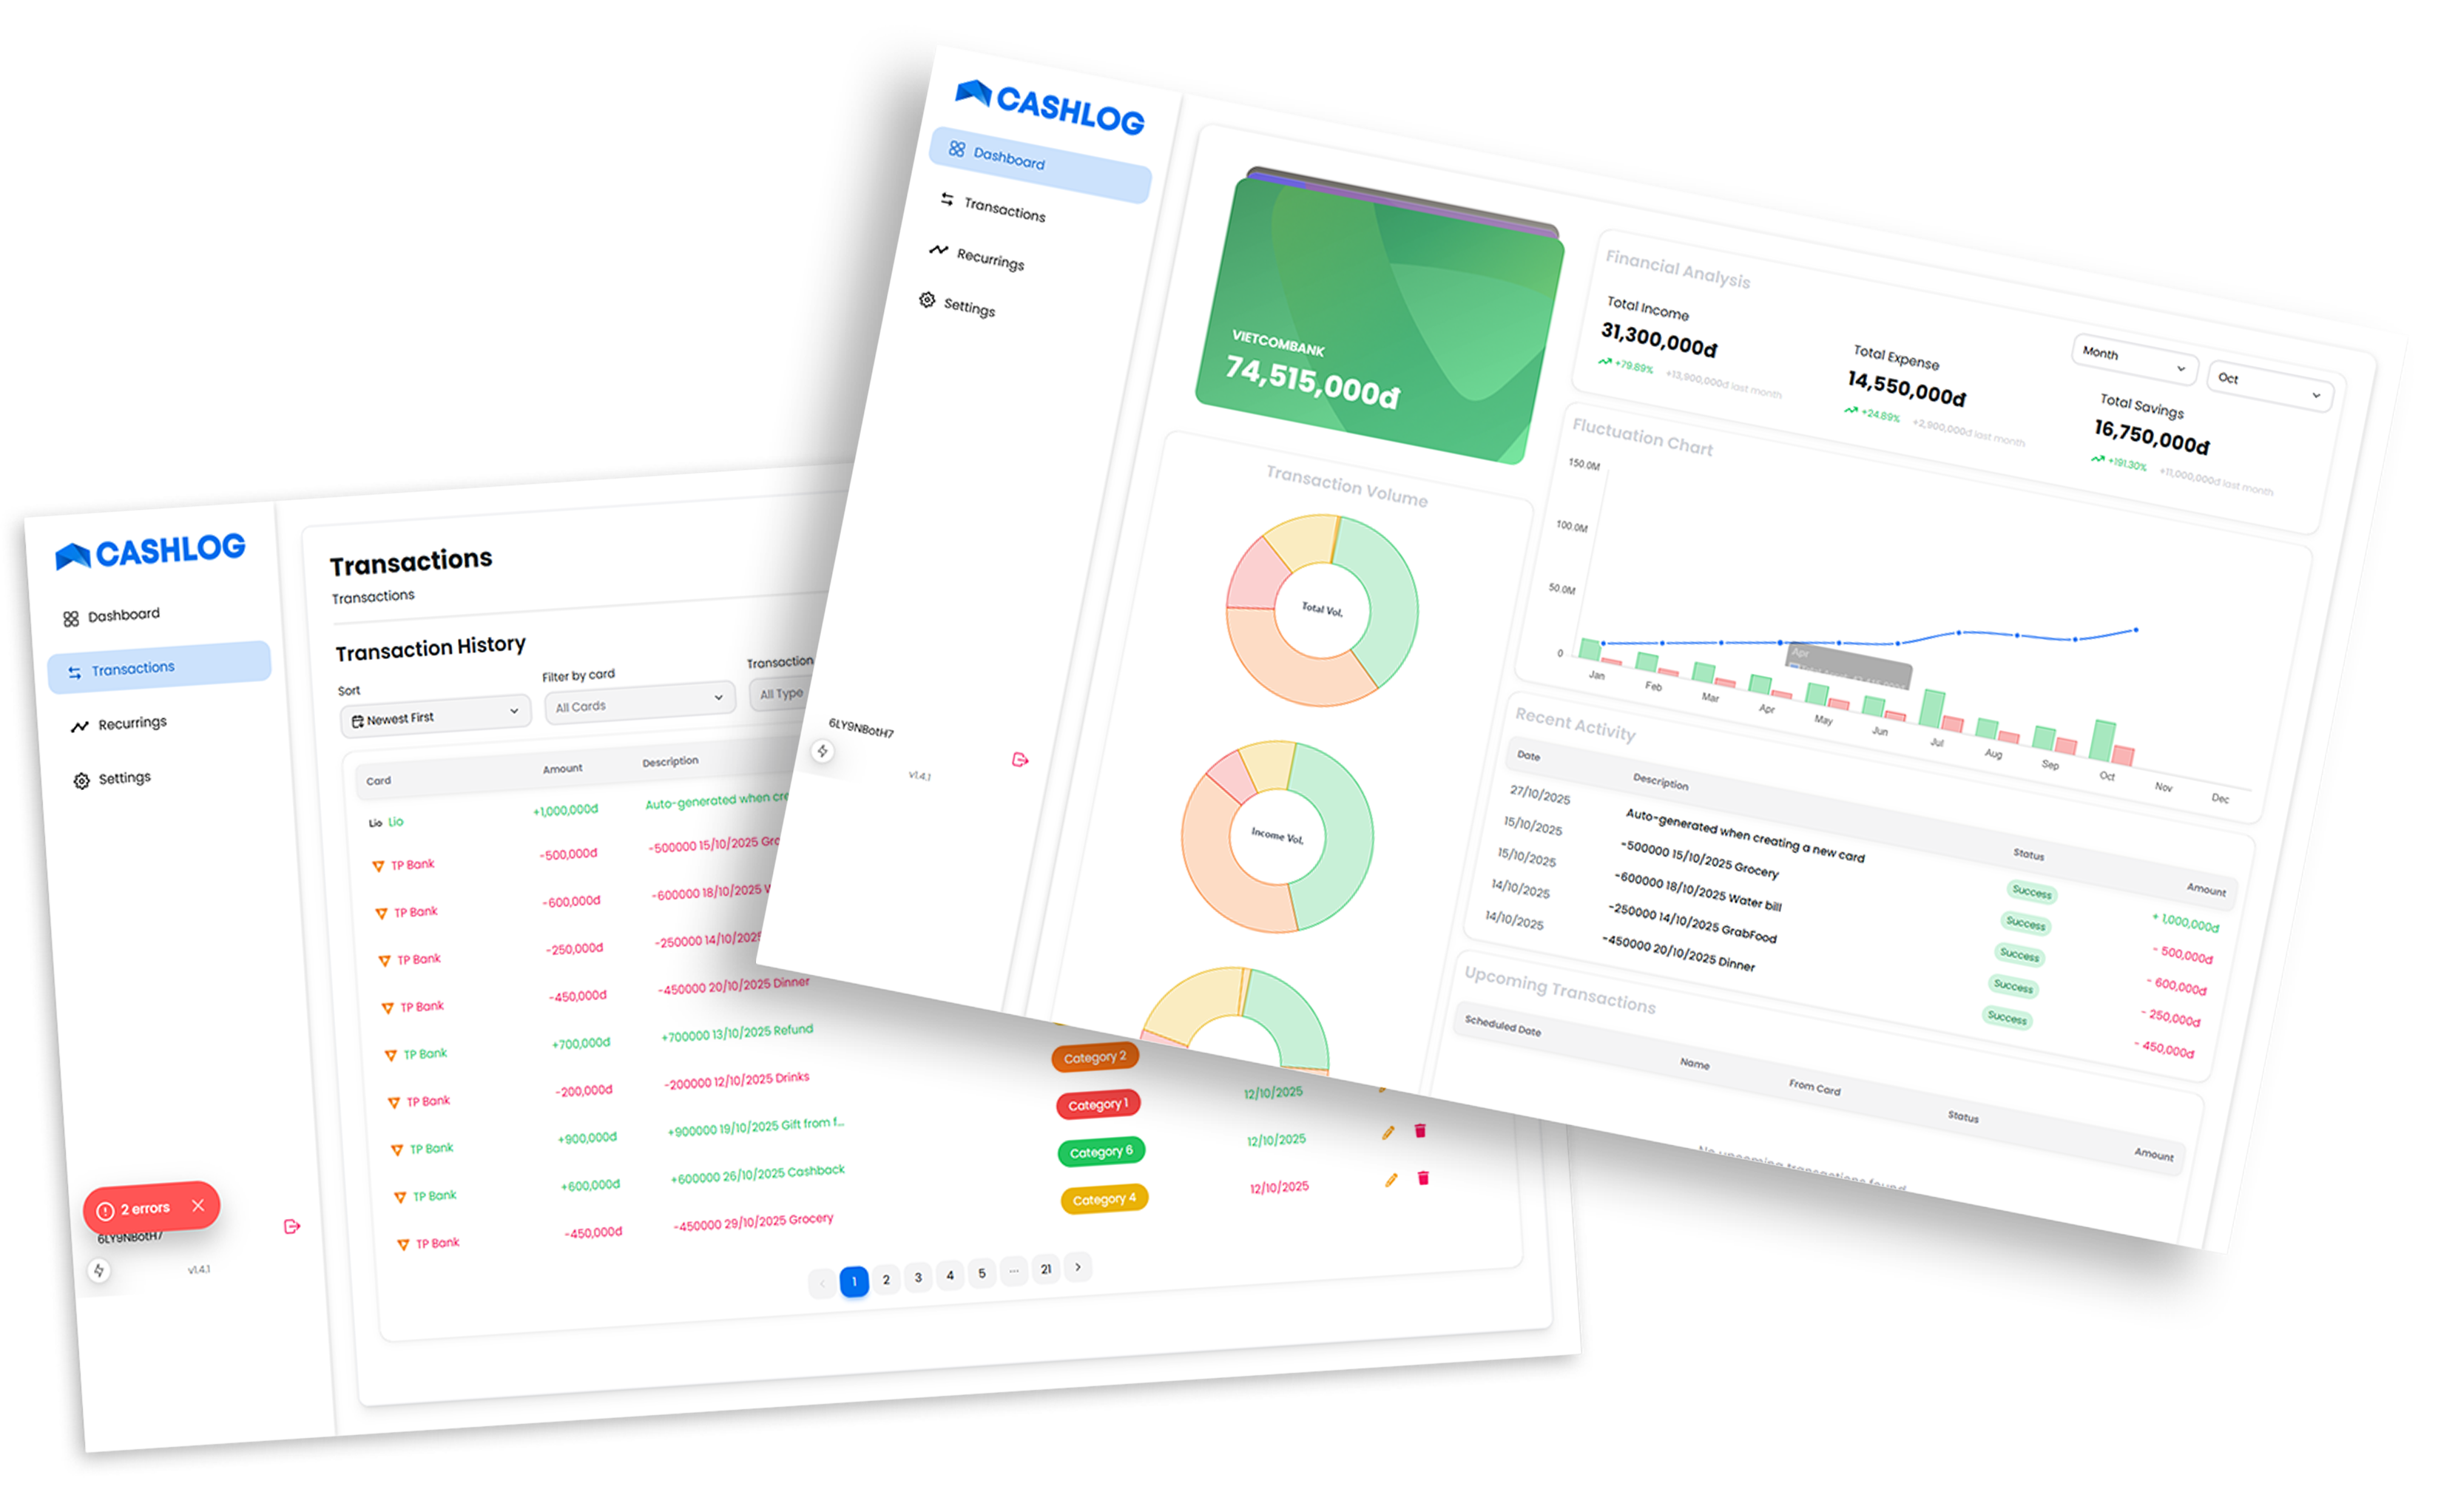 CASHLOG
Dashboard
Transactions
Recurrings
Settings
6LY9NBotH7
v1.4.1
VIETCOMBANK
74,515,000đ
Financial Analysis
Month
Oct
Total Income
31,300,000đ
+79.89% +13,900,000đ last month
Total Expense
14,550,000đ
+24.89% +2,900,000đ last month
Total Savings
16,750,000đ
+191.30% +11,000,000đ last month
Transaction Volume
Total Vol.
Income Vol.
Fluctuation Chart
150.0M
100.0M
50.0M
0
Apr
Jan Feb Mar Apr May Jun Jul Aug Sep Oct Nov Dec
Recent Activity
Date Description Status Amount
27/10/2025 Auto-generated when creating a new card Success + 1,000,000đ
15/10/2025 -500000 15/10/2025 Grocery Success - 500,000đ
15/10/2025 -600000 18/10/2025 Water bill Success - 600,000đ
14/10/2025 -250000 14/10/2025 GrabFood Success - 250,000đ
14/10/2025 -450000 20/10/2025 Dinner Success - 450,000đ
Upcoming Transactions
Scheduled Date Name From Card Status Amount
No upcoming transactions found
CASHLOG
Dashboard
Transactions
Recurrings
Settings
2 errors
6LY9NBotH7
v1.4.1
Transactions
Transactions
Transaction History
Sort
Newest First
Filter by card
All Cards
Transaction
All Type
Card Amount Description
Lio Lio +1,000,000đ Auto-generated when cre
TP Bank -500,000đ -500000 15/10/2025 Gro
TP Bank -600,000đ -600000 18/10/2025 W
TP Bank -250,000đ -250000 14/10/2025
TP Bank -450,000đ -450000 20/10/2025 Dinner
TP Bank +700,000đ +700000 13/10/2025 Refund Category 2
TP Bank -200,000đ -200000 12/10/2025 Drinks Category 1 12/10/2025
TP Bank +900,000đ +900000 19/10/2025 Gift from f... Category 6 12/10/2025
TP Bank +600,000đ +600000 26/10/2025 Cashback Category 4 12/10/2025
TP Bank -450,000đ -450000 29/10/2025 Grocery
1 2 3 4 5 ... 21